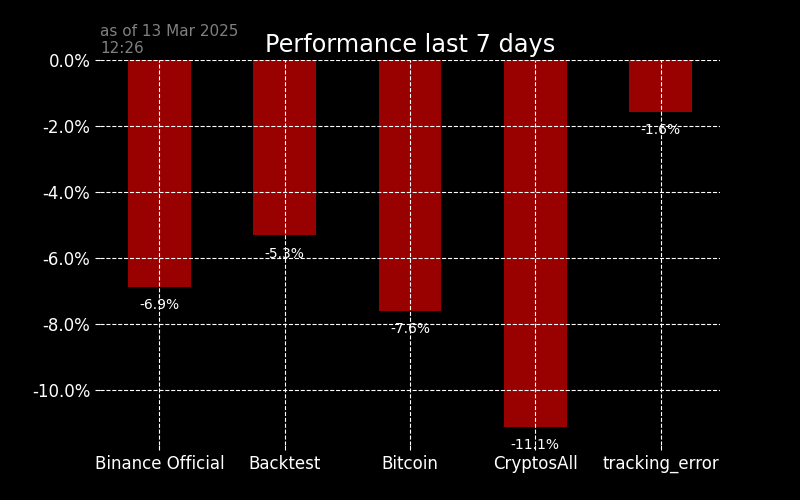 as of 13 Mar 2025
12:26
Performance last 7 days
0.0%
-2.0%
-4.0%
-6.0%
-8.0%
-10.0%
-6.9%
-5.3%
-7.6%
-11.1%
-1.6%
Binance Official
Backtest
Bitcoin
CryptosAll
tracking_error